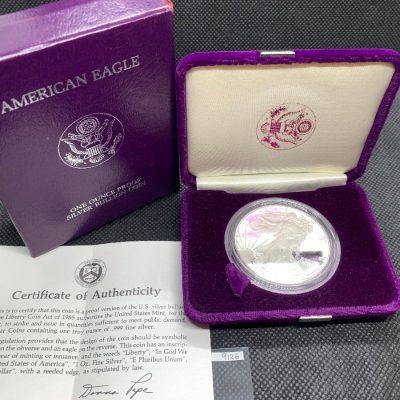 AMERICAN EAGLE
ONE OUNCE PROOF
SILVER BULLION COIN
Certificate of Authenticity
is to certify that this coin is a proof version of the U.S. silver bullion
Liberty Coin Act of 1985 authorizes the United States Mint, for the
to strike and issue in quantities sufficient to meet public demand
Coins containing one troy ounce of .999 fine silver.
legislation provides that the design of the coin should be symbolic
on the obverse and an eagle on the reverse. This coin has an inscrip-
year of minting or issuance, and the words "Liberty", "In God We
States of America", "1 Oz. Fine Silver", "E Pluribus Unum",
with a reeded edge, as stipulated by law.
Donna Pope
9126